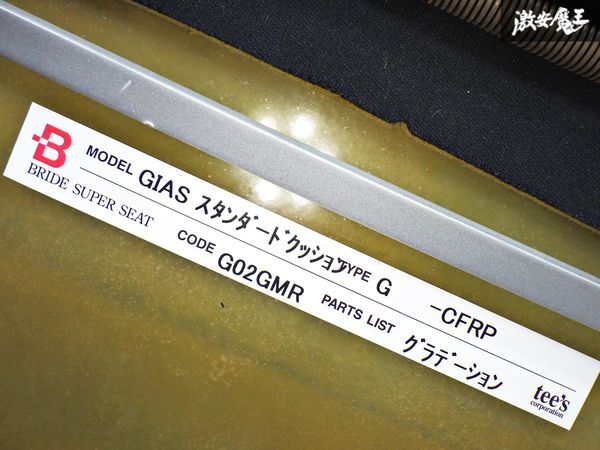 激安魔王
B
BRIDE SUPER SEAT
MODEL GIAS スタンダードクッション TYPE G -CFRP
CODE G02GMR PARTS LIST グラデーション
tee's
corporation